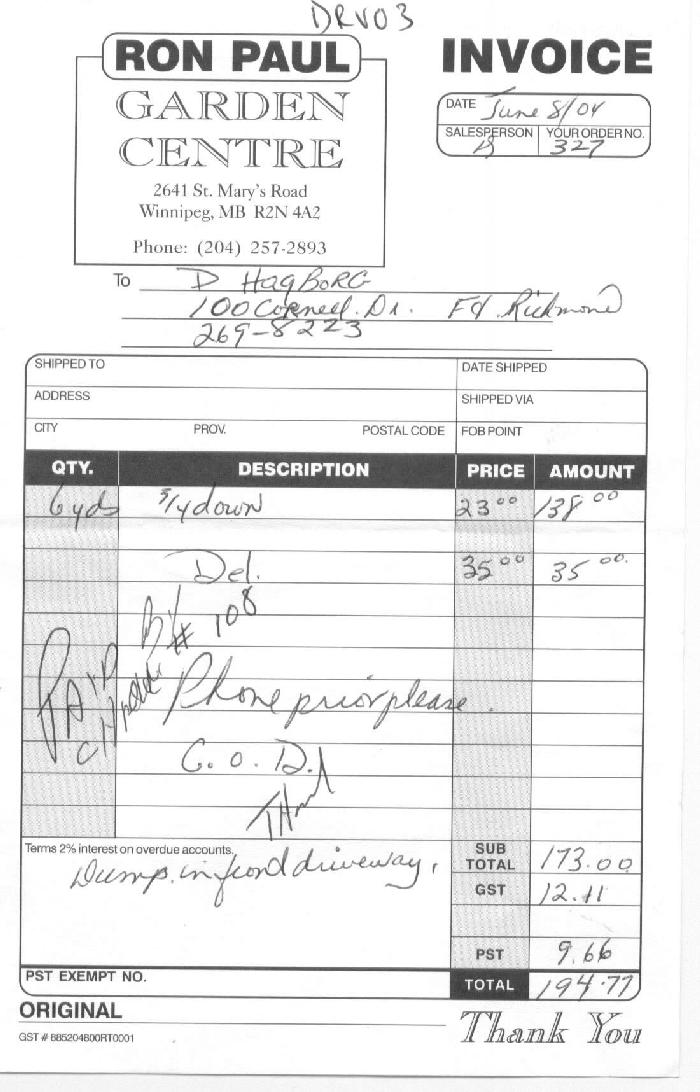 DRVO3
RON PAUL
GARDEN
CENTRE
2641 St. Mary's Road
Winnipeg, MB R2N 4A2
Phone: (204) 257-2893
INVOICE
DATE June 8/04
SALESPERSON YOUR ORDER NO.
B 327
To D HagBorg
100 Cornell Dr. Ft Richmond
269-8223
SHIPPED TO DATE SHIPPED
ADDRESS SHIPPED VIA
CITY PROV. POSTAL CODE FOB POINT
QTY. DESCRIPTION PRICE AMOUNT
6 yds 3/4 down 23 00 138 00
Del. 35 00 35 00.
PAID By
# 108
Phone prior please.
C.O.D.
Terms 2% interest on overdue accounts.
Dump in front driveway.
SUB TOTAL 173.00
GST 12.11
PST 9.66
PST EXEMPT NO.
TOTAL 194.77
ORIGINAL
GST # 885204800RT0001
Thank You